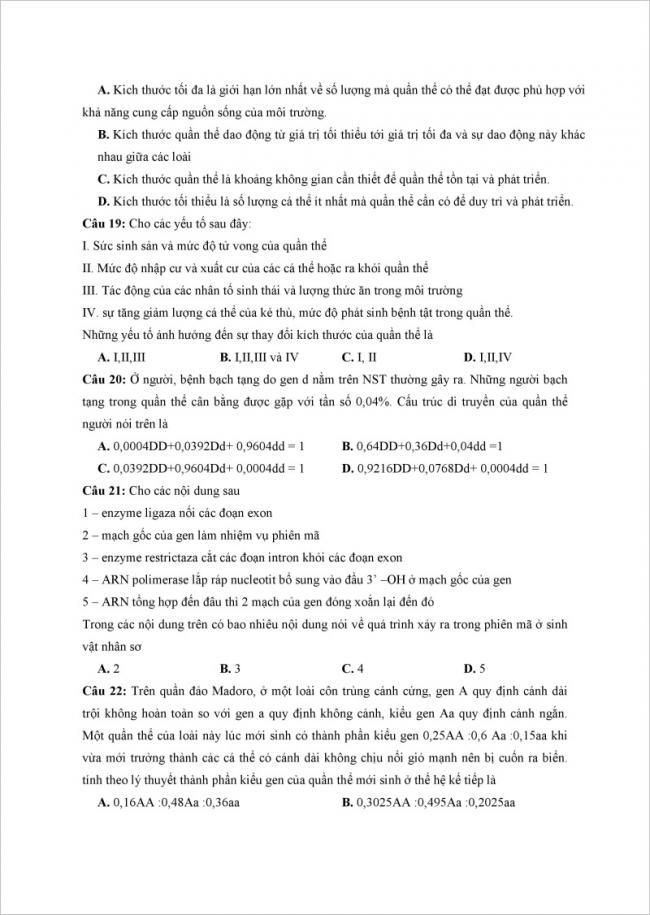 A. Kích thước tối đa là giới hạn lớn nhất về số lượng mà quần thể có thể đạt được phù hợp với
khả năng cung cấp nguồn sống của môi trường.
B. Kích thước quần thể dao động từ giá trị tối thiểu tới giá trị tối đa và sự dao động này khác
nhau giữa các loài
C. Kích thước quần thể là khoảng không gian cần thiết để quần thể tồn tại và phát triển.
D. Kích thước tối thiểu là số lượng cá thể ít nhất mà quần thể cần có để duy trì và phát triển.
Câu 19: Cho các yếu tố sau đây:
I. Sức sinh sản và mức độ tử vong của quần thể
II. Mức độ nhập cư và xuất cư của các cá thể hoặc ra khỏi quần thể
III. Tác động của các nhân tố sinh thái và lượng thức ăn trong môi trường
IV. sự tăng giảm lượng cá thể của kẻ thù, mức độ phát sinh bệnh tật trong quần thể.
Những yếu tố ảnh hưởng đến sự thay đổi kích thước của quần thể là
A. I,II,III B. I,II,III và IV C. I, II D. I,II,IV
Câu 20: Ở người, bệnh bạch tạng do gen d nằm trên NST thường gây ra. Những người bạch
tạng trong quần thể cân bằng được gặp với tần số 0,04%. Cấu trúc di truyền của quần thể
người nói trên là
A. 0,0004DD+0,0392Dd+ 0,9604dd = 1 B. 0,64DD+0,36Dd+0,04dd =1
C. 0,0392DD+0,9604Dd+ 0,0004dd = 1 D. 0,9216DD+0,0768Dd+ 0,0004dd = 1
Câu 21: Cho các nội dung sau
1 – enzyme ligaza nối các đoạn exon
2 – mạch gốc của gen làm nhiệm vụ phiên mã
3 – enzyme restrictaza cắt các đoạn intron khỏi các đoạn exon
4 – ARN polimerase lắp ráp nucleotit bổ sung vào đầu 3’ –OH ở mạch gốc của gen
5 – ARN tổng hợp đến đâu thì 2 mạch của gen đóng xoắn lại đến đó
Trong các nội dung trên có bao nhiêu nội dung nói về quá trình xảy ra trong phiên mã ở sinh
vật nhân sơ
A. 2 B. 3 C. 4 D. 5
Câu 22: Trên quần đảo Madoro, ở một loài côn trùng cánh cứng, gen A quy định cánh dài
trội không hoàn toàn so với gen a quy định không cánh, kiểu gen Aa quy định cánh ngắn.
Một quần thể của loài này lúc mới sinh có thành phần kiểu gen 0,25AA :0,6 Aa :0,15aa khi
vừa mới trưởng thành các cá thể có cánh dài không chịu nổi gió mạnh nên bị cuốn ra biển.
tính theo lý thuyết thành phần kiểu gen của quần thể mới sinh ở thế hệ kế tiếp là
A. 0,16AA :0,48Aa :0,36aa B. 0,3025AA :0,495Aa :0,2025aa